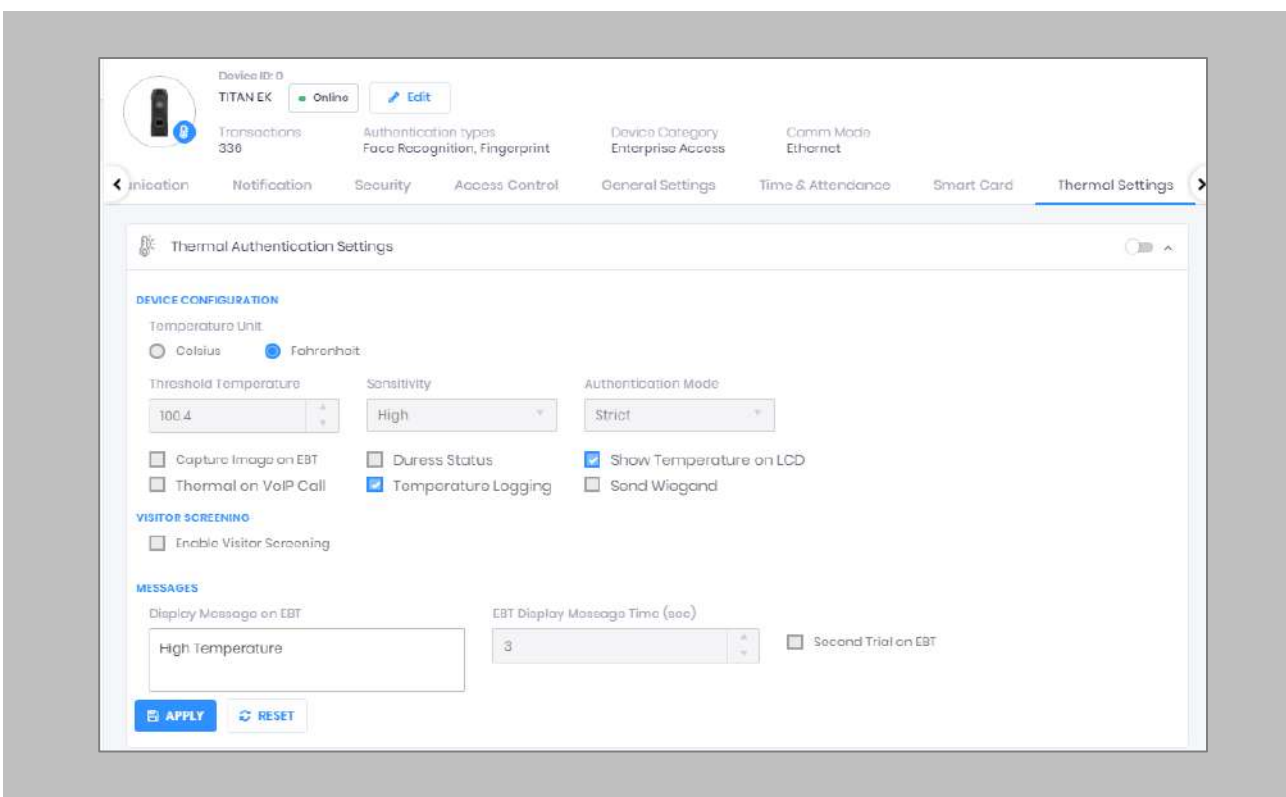 Device ID: 0
TITAN EK Online Edit
Transactions Authentication types Device Category Comm Mode
336 Face Recognition, Fingerprint Enterprise Access Ethernet
unication Notification Security Access Control General Settings Time & Attendance Smart Card Thermal Settings
Thermal Authentication Settings
DEVICE CONFIGURATION
Temperature Unit
Celsius Fahrenheit
Threshold Temperature Sensitivity Authentication Mode
100.4 High Strict
Capture Image on EBT Duress Status Show Temperature on LCD
Thermal on VoIP Call Temperature Logging Send Wiegand
VISITOR SCREENING
Enable Visitor Screening
MESSAGES
Display Message on EBT EBT Display Message Time (sec)
High Temperature 3 Second Trial on EBT
APPLY RESET